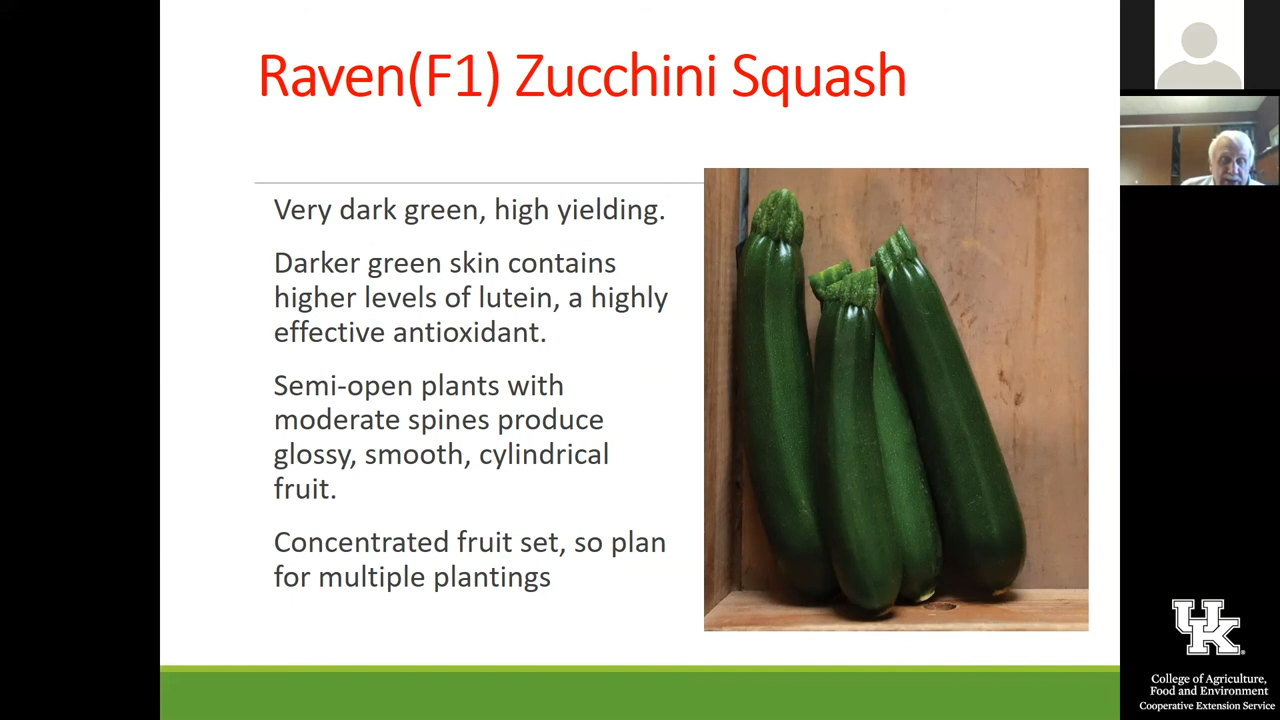 Raven(F1) Zucchini Squash
Very dark green, high yielding.
Darker green skin contains
higher levels of lutein, a highly
effective antioxidant.
Semi-open plants with
moderate spines produce
glossy, smooth, cylindrical
fruit.
Concentrated fruit set, so plan
for multiple plantings
UK
College of Agriculture,
Food and Environment
Cooperative Extension Service